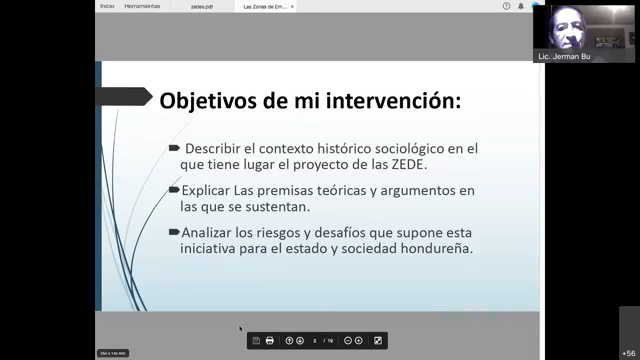 Inicio Herramientas zedes.pdf Las Zonas de Em... ×
Lic. Jerman Bu
Objetivos de mi intervención:
Describir el contexto histórico sociológico en el
que tiene lugar el proyecto de las ZEDE.
Explicar Las premisas teóricas y argumentos en
las que se sustentan.
Analizar los riesgos y desafíos que supone esta
iniciativa para el estado y sociedad hondureña.
2 / 19
+56